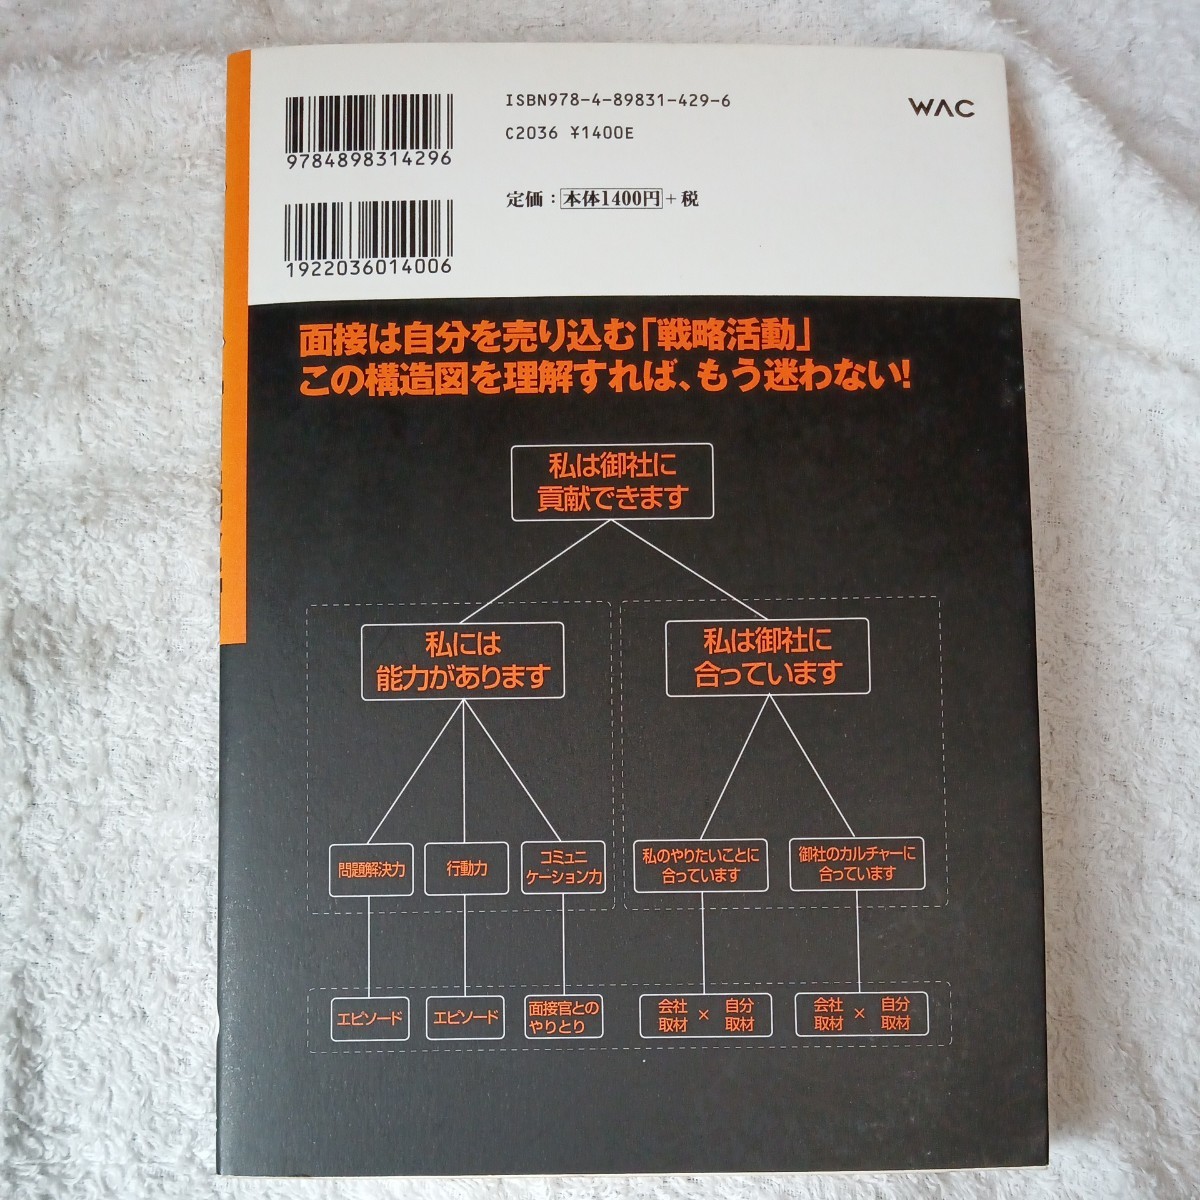 ISBN978-4-89831-429-6
C2036 ¥1400E
WAC
9784898314296
定価：本体1400円+税
1922036014006
面接は自分を売り込む「戦略活動」
この構造図を理解すれば、もう迷わない！
私は御社に
貢献できます
私には
能力があります
私は御社に
合っています
問題解決力
行動力
コミュニ
ケーション力
私のやりたいことに
合っています
御社のカルチャーに
合っています
エピソード
エピソード
面接官との
やりとり
会社
取材
×
自分
取材
会社
取材
×
自分
取材